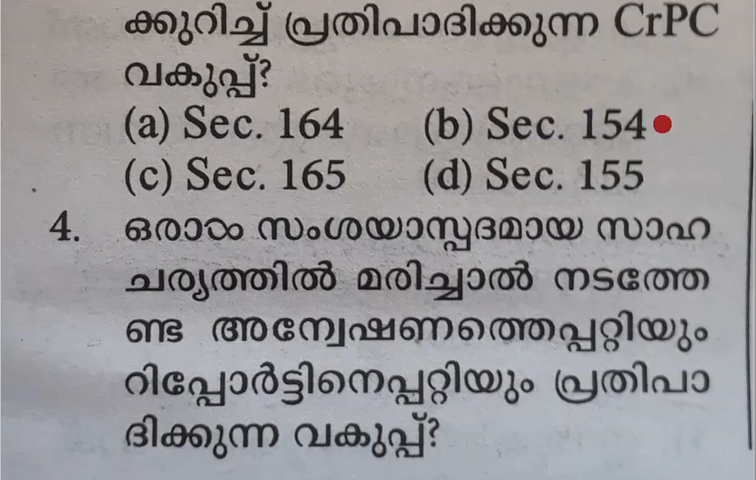 ക്കുറിച്ച് പ്രതിപാദിക്കുന്ന CrPC
വകുപ്പ്?
(a) Sec. 164 (b) Sec. 154
(c) Sec. 165 (d) Sec. 155
4. ഒരാൾ സംശയാസ്പദമായ സാഹ
ചര്യത്തിൽ മരിച്ചാൽ നടത്തേ
ണ്ട അന്വേഷണത്തെപ്പറ്റിയും
റിപ്പോർട്ടിനെപ്പറ്റിയും പ്രതിപാ
ദിക്കുന്ന വകുപ്പ്?